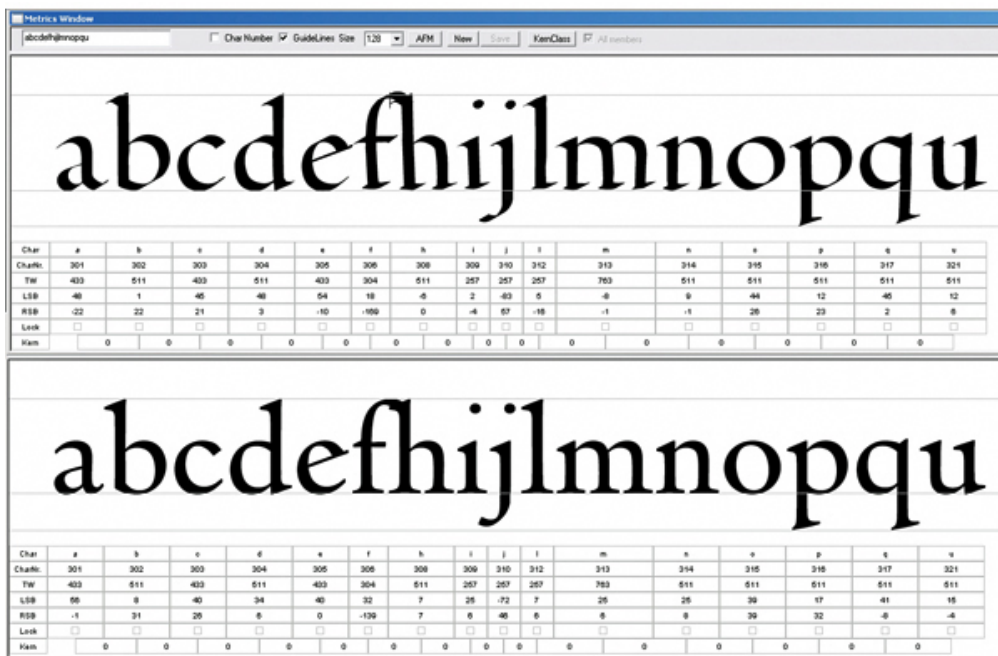 Metrics Window
abcdefhijlmnopqu Char Number GuideLines Size 128 AFM New Save KernClass All members
abcdefhijlmnopqu
Char a b c d e f h i j l m n o p q u
CharNr. 301 302 303 304 305 306 308 309 310 312 313 314 315 316 317 321
TW 433 511 433 511 433 304 511 257 257 257 763 511 511 511 511 511
LSB 48 1 45 48 54 18 -6 2 -83 5 -8 9 44 12 45 12
RSB -22 22 21 3 -10 -169 0 -4 57 -16 -1 -1 26 23 2 6
Lock
Kern 0 0 0 0 0 0 0 0 0 0 0 0 0 0 0
abcdefhijlmnopqu
Char a b c d e f h i j l m n o p q u
CharNr. 301 302 303 304 305 306 308 309 310 312 313 314 315 316 317 321
TW 433 511 433 511 433 304 511 257 257 257 763 511 511 511 511 511
LSB 56 8 40 34 40 32 7 25 -72 7 25 25 39 17 41 15
RSB -1 31 26 6 0 -139 7 6 46 6 6 8 39 32 -8 -4
Lock
Kern 0 0 0 0 0 0 0 0 0 0 0 0 0 0 0